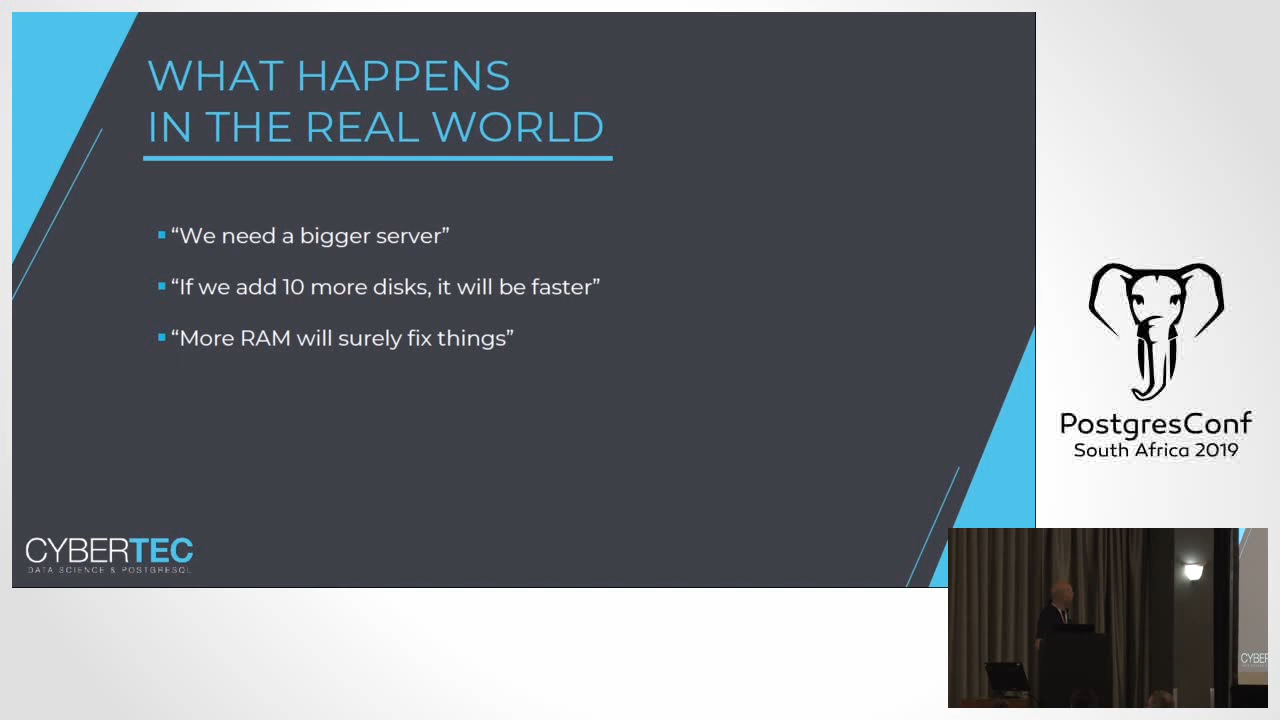 WHAT HAPPENS
IN THE REAL WORLD
“We need a bigger server”
“If we add 10 more disks, it will be faster”
“More RAM will surely fix things”
CYBERTEC
DATA SCIENCE & POSTGRESQL
PostgresConf
South Africa 2019
CYBER